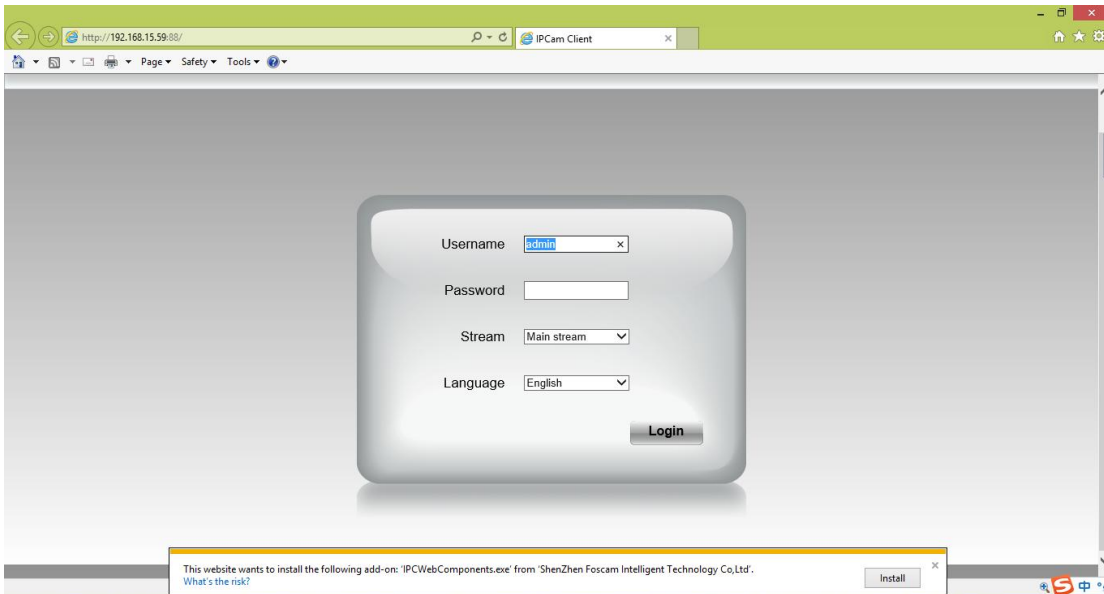 http://192.168.15.59:88/
IPCam Client
Page Safety Tools
Username admin
Password
Stream Main stream
Language English
Login
This website wants to install the following add-on: 'IPCWebComponents.exe' from 'ShenZhen Foscam Intelligent Technology Co,Ltd'.
What's the risk?
Install
中